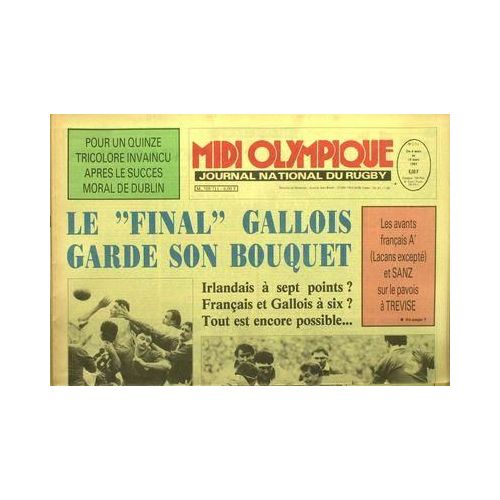 POUR UN QUINZE
TRICOLORE INVAINCU
APRES LE SUCCES
MORAL DE DUBLIN
MIDI OLYMPIQUE
JOURNAL NATIONAL DU RUGBY
LE "FINAL" GALLOIS
GARDE SON BOUQUET
Irlandais à sept points ?
Français et Gallois à six ?
Tout est encore possible...
Les avants
français A'
(Lacans excepté)
et SANZ
sur le pavois
à TREVISE